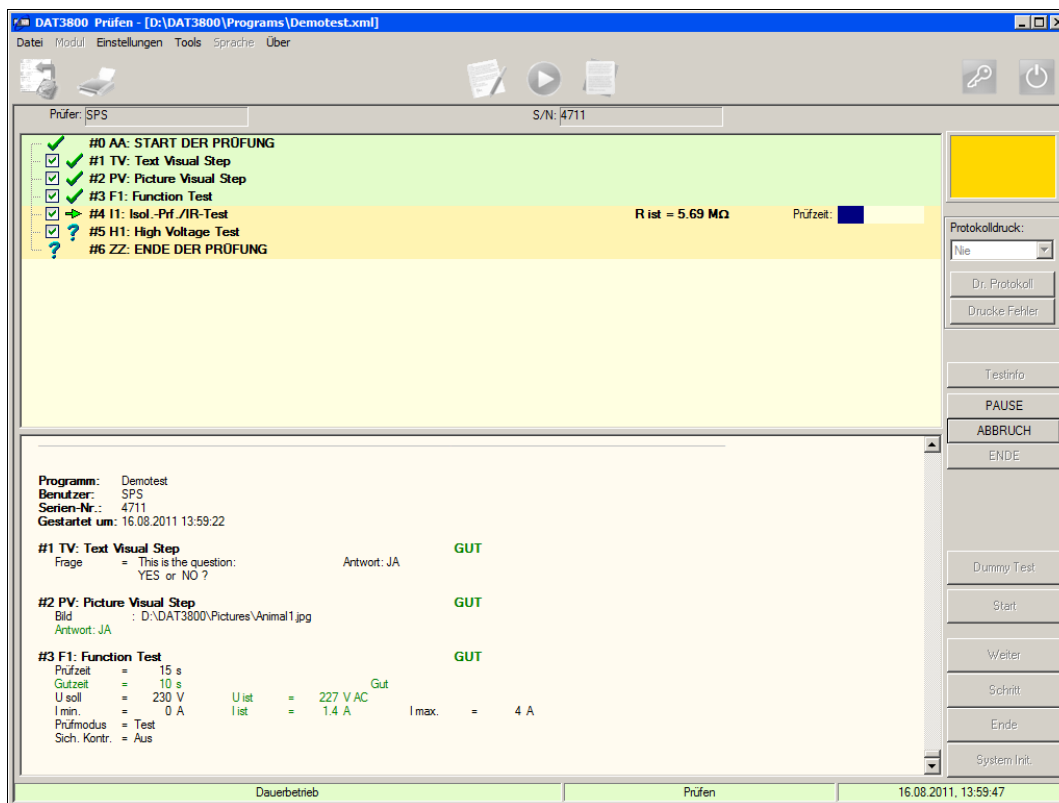 DAT3800 Prüfen - [D:\DAT3800\Programs\Demotest.xml]
Datei Modul Einstellungen Tools Sprache Über
Prüfer: SPS S/N: 4711
#0 AA: START DER PRÜFUNG
#1 TV: Text Visual Step
#2 PV: Picture Visual Step
#3 F1: Function Test
#4 I1: Isol.-Prf./IR-Test R ist = 5.69 MΩ Prüfzeit:
#5 H1: High Voltage Test
#6 ZZ: ENDE DER PRÜFUNG
Protokolldruck:
Nie
Dr. Protokoll
Drucke Fehler
Testinfo
PAUSE
ABBRUCH
ENDE
Dummy Test
Start
Weiter
Schritt
Ende
System Init.
Programm: Demotest
Benutzer: SPS
Serien-Nr.: 4711
Gestartet um: 16.08.2011 13:59:22
#1 TV: Text Visual Step GUT
Frage = This is the question: Antwort: JA
YES or NO ?
#2 PV: Picture Visual Step GUT
Bild : D:\DAT3800\Pictures\Animal1.jpg
Antwort: JA
#3 F1: Function Test GUT
Prüfzeit = 15 s
Gutzeit = 10 s Gut
U soll = 230 V U ist = 227 V AC
I min. = 0 A I ist = 1.4 A I max. = 4 A
Prüfmodus = Test
Sich. Kontr. = Aus
Dauerbetrieb Prüfen 16.08.2011, 13:59:47